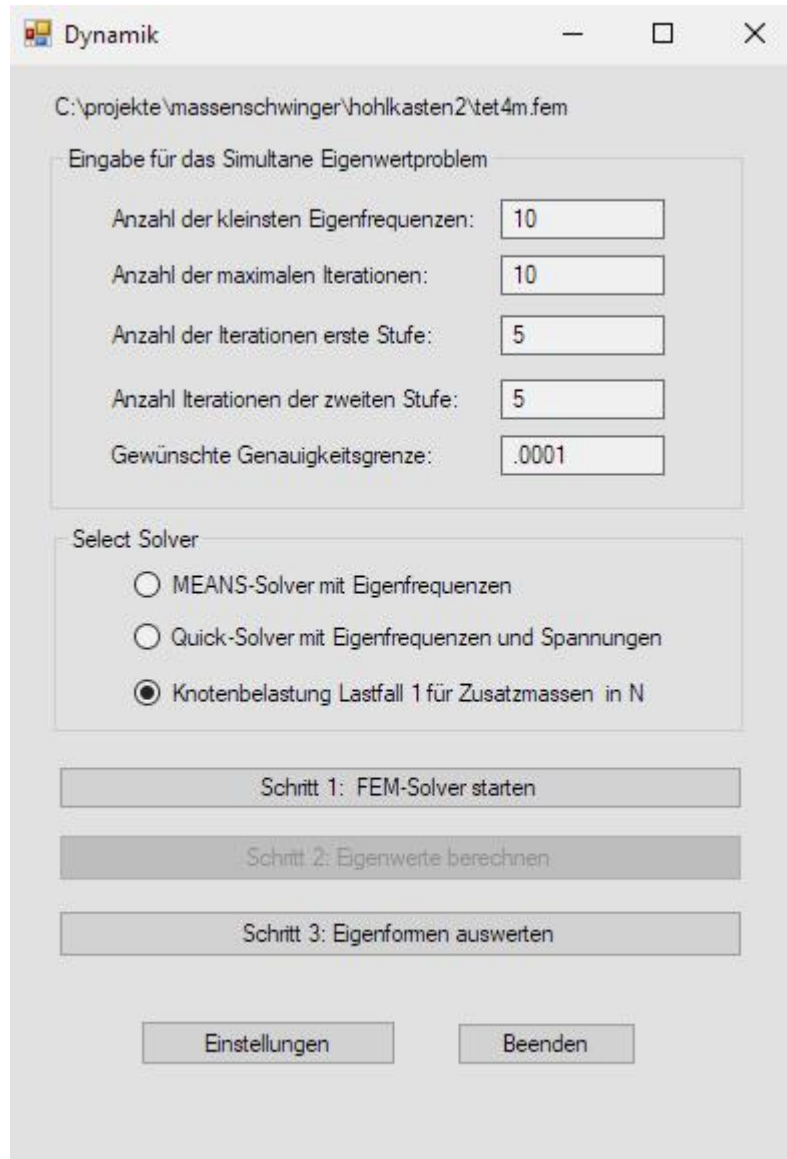 Dynamik
C:\projekte\massenschwinger\hohlkasten2\tet4m.fem
Eingabe für das Simultane Eigenwertproblem
Anzahl der kleinsten Eigenfrequenzen: 10
Anzahl der maximalen Iterationen: 10
Anzahl der Iterationen erste Stufe: 5
Anzahl Iterationen der zweiten Stufe: 5
Gewünschte Genauigkeitsgrenze: .0001
Select Solver
MEANS-Solver mit Eigenfrequenzen
Quick-Solver mit Eigenfrequenzen und Spannungen
Knotenbelastung Lastfall 1 für Zusatzmassen in N
Schritt 1: FEM-Solver starten
Schritt 2: Eigenwerte berechnen
Schritt 3: Eigenformen auswerten
Einstellungen Beenden